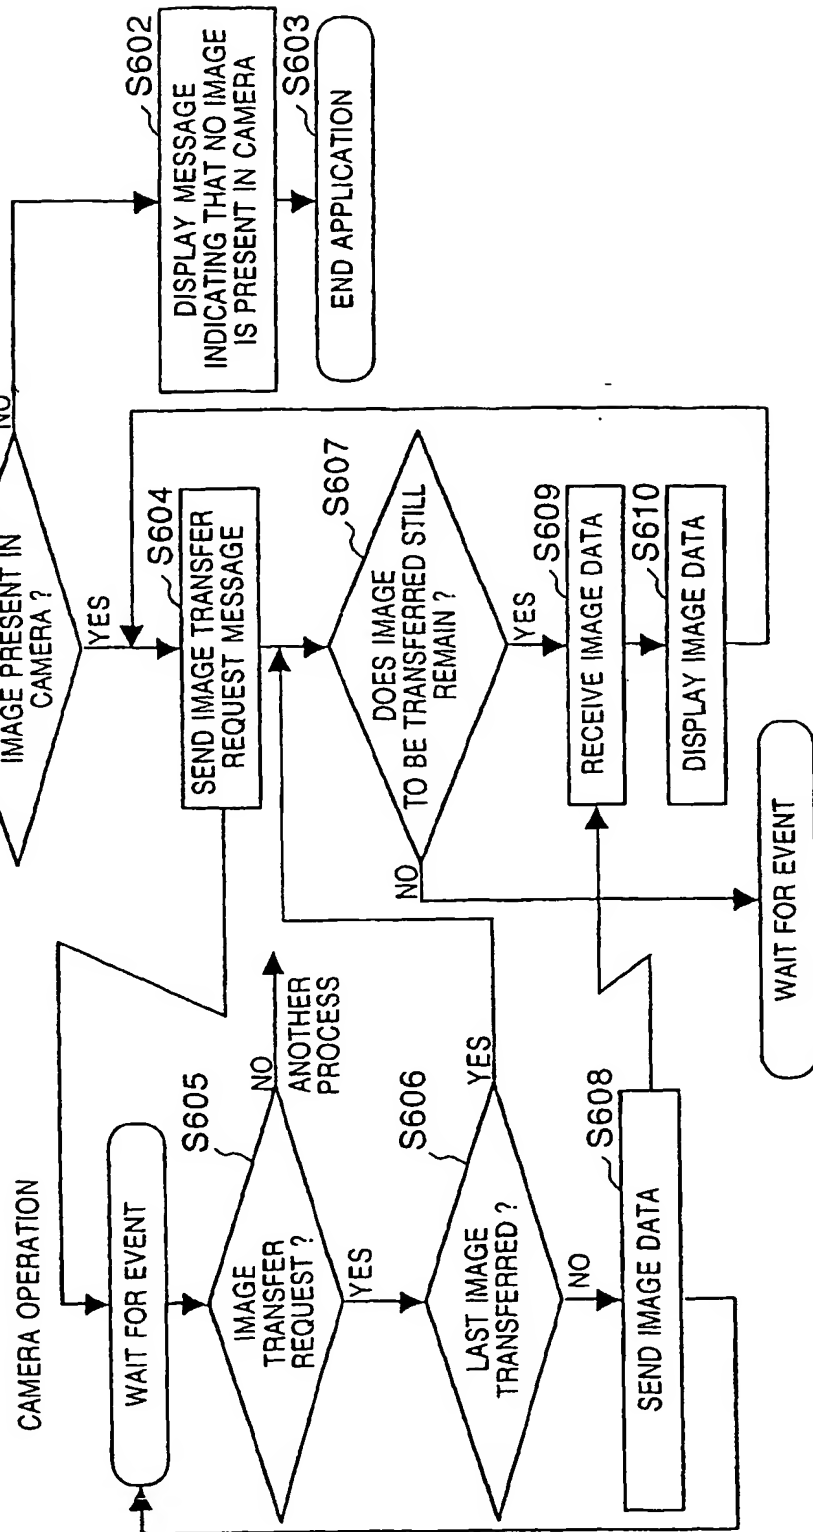 IMAGE PRESENT IN
CAMERA ?
NO
YES
S602
DISPLAY MESSAGE
INDICATING THAT NO IMAGE
IS PRESENT IN CAMERA
S603
END APPLICATION
S604
SEND IMAGE TRANSFER
REQUEST MESSAGE
S607
DOES IMAGE
TO BE TRANSFERRED STILL
REMAIN ?
NO
YES
S609
RECEIVE IMAGE DATA
S610
DISPLAY IMAGE DATA
WAIT FOR EVENT
CAMERA OPERATION
WAIT FOR EVENT
S605
IMAGE
TRANSFER
REQUEST ?
NO
ANOTHER
PROCESS
YES
S606
LAST IMAGE
TRANSFERRED ?
YES
NO
S608
SEND IMAGE DATA